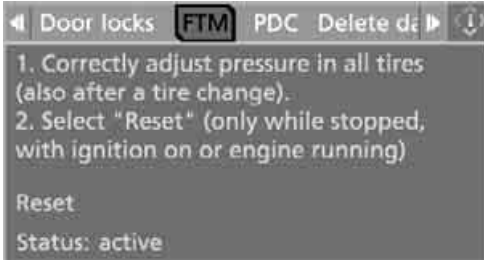 Door locks FTM PDC Delete da
1. Correctly adjust pressure in all tires
(also after a tire change).
2. Select "Reset" (only while stopped,
with ignition on or engine running)
Reset
Status: active